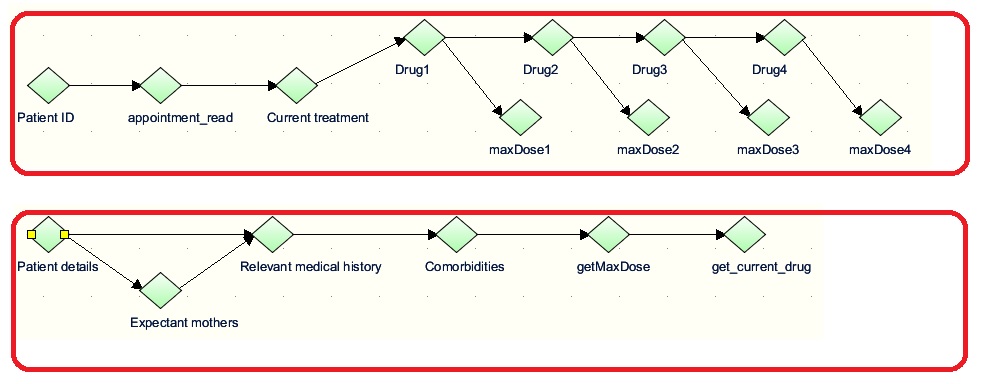 Drug1
Drug2
Drug3
Drug4
Patient ID
appointment_read
Current treatment
maxDose1
maxDose2
maxDose3
maxDose4
Patient details
Relevant medical history
Comorbidities
getMaxDose
get_current_drug
Expectant mothers